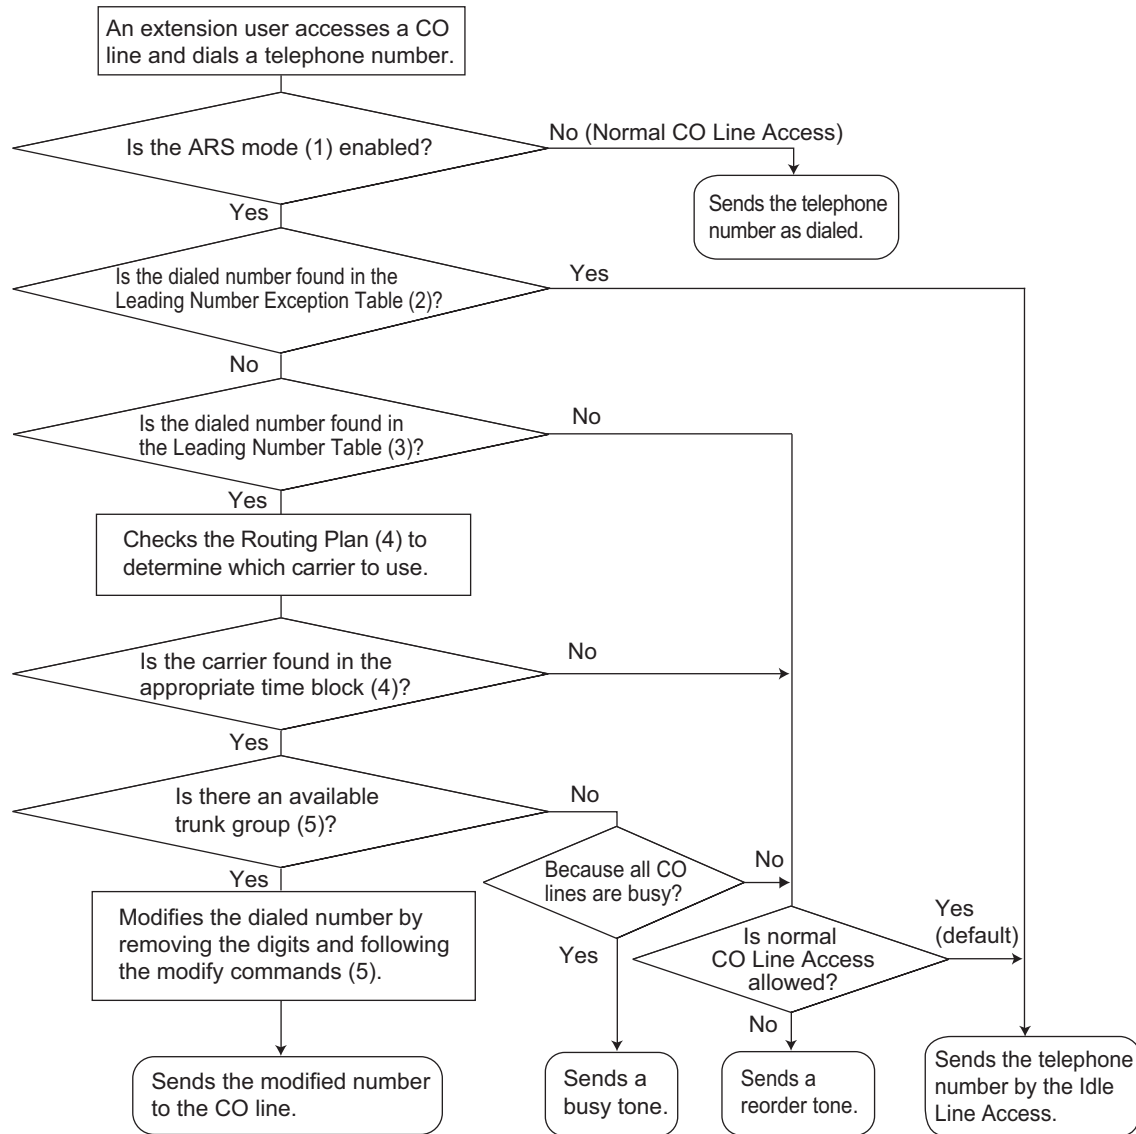 An extension user accesses a CO
line and dials a telephone number.
Is the ARS mode (1) enabled?
No (Normal CO Line Access)
Sends the telephone
number as dialed.
Yes
Is the dialed number found in the
Leading Number Exception Table (2)?
Yes
No
Is the dialed number found in
the Leading Number Table (3)?
No
Yes
Checks the Routing Plan (4) to
determine which carrier to use.
Is the carrier found in the
appropriate time block (4)?
No
Yes
Is there an available
trunk group (5)?
No
Because all CO
lines are busy?
No
Yes
Yes
Modifies the dialed number by
removing the digits and following
the modify commands (5).
Is normal
CO Line Access
allowed?
Yes
(default)
No
Sends the modified number
to the CO line.
Sends a
busy tone.
Sends a
reorder tone.
Sends the telephone
number by the Idle
Line Access.